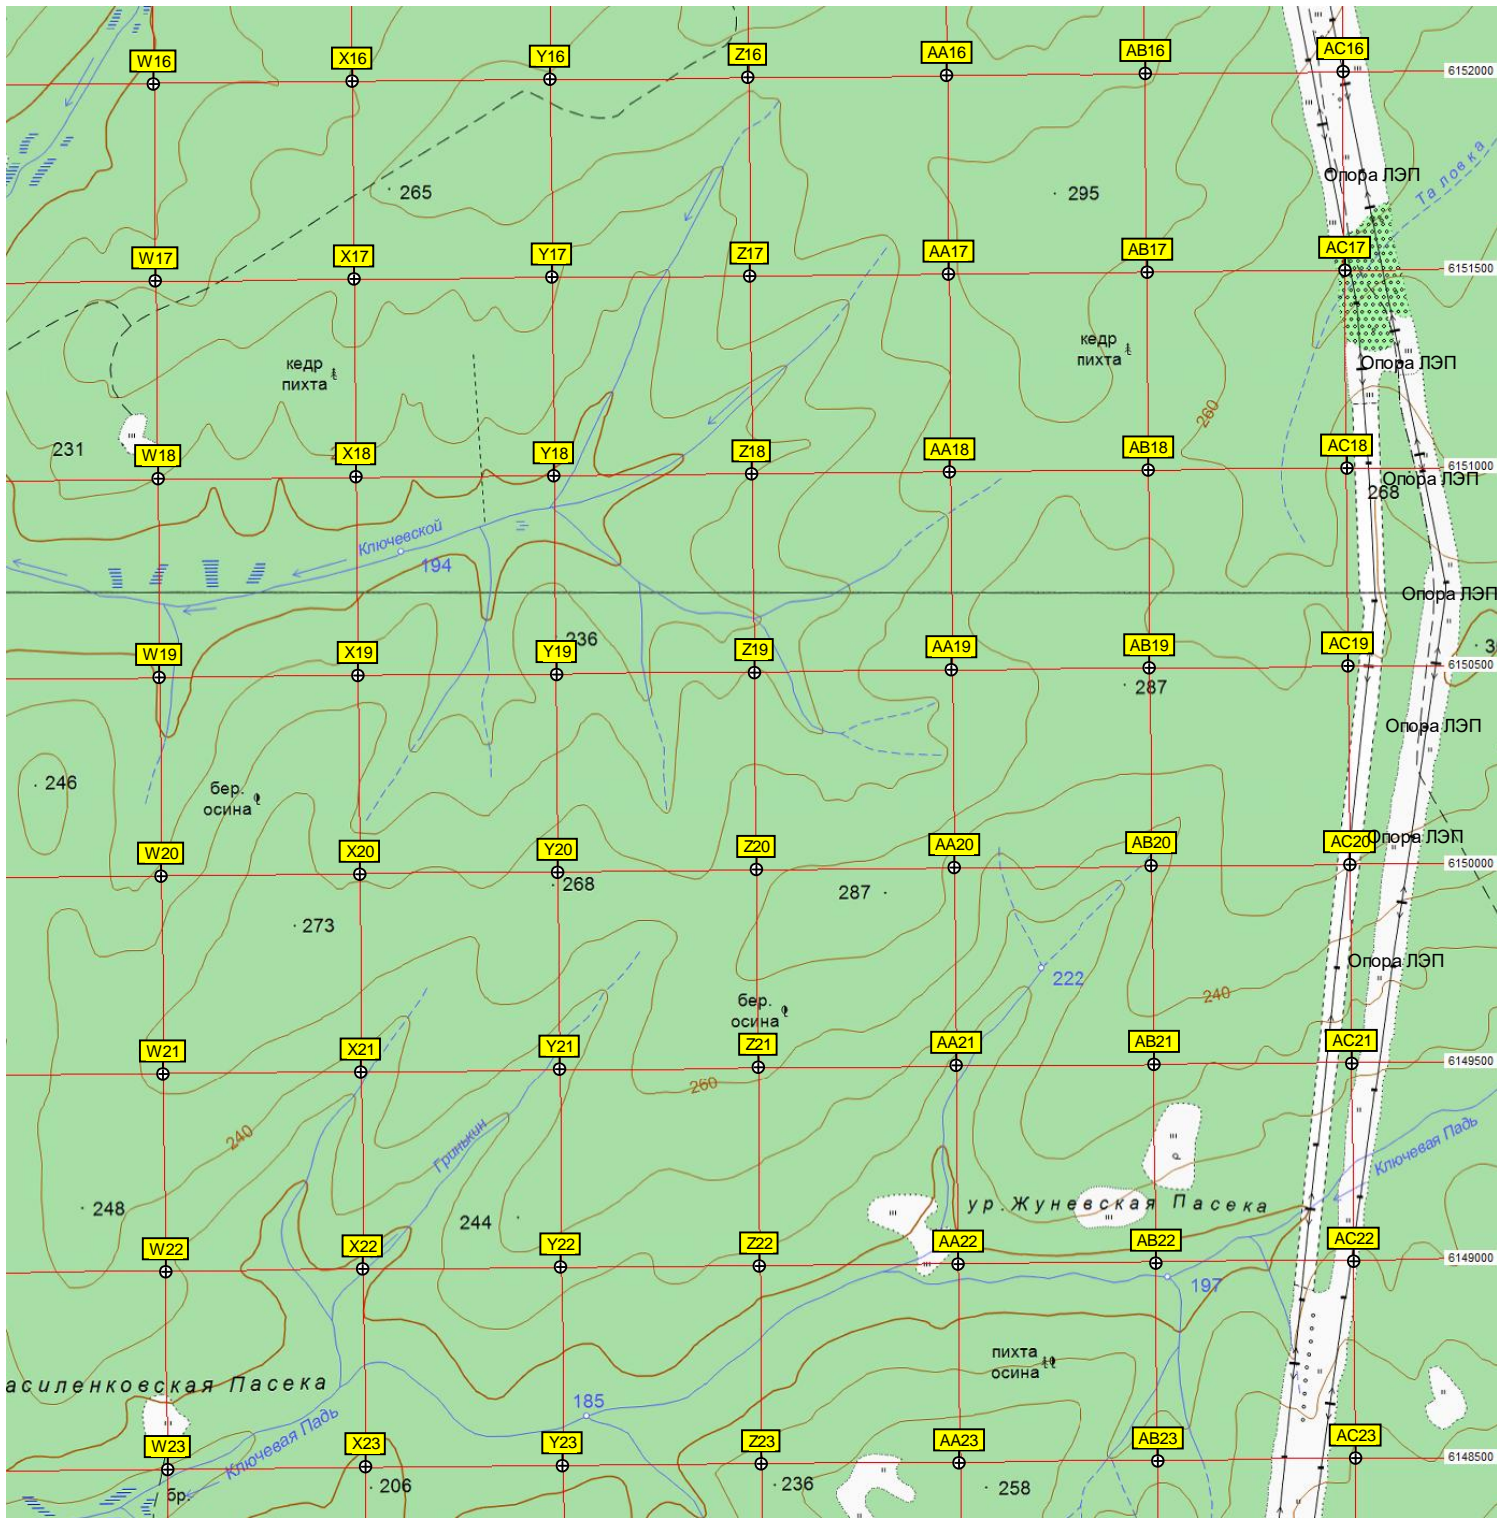 W16 X16 Y16 Z16 AA16 AB16 AC16
6152000
265
295
Опора ЛЭП
Таловка
W17 X17 Y17 Z17 AA17 AB17 AC17
6151500
кедр
пихта
кедр
пихта
Опора ЛЭП
260
231
W18 X18 Y18 Z18 AA18 AB18 AC18
6151000
Опора ЛЭП
268
Ключевской
194
Опора ЛЭП
236
W19 X19 Y19 Z19 AA19 AB19 AC19
6150500
287
Опора ЛЭП
246
бер.
осина
W20 X20 Y20 Z20 AA20 AB20 AC20
Опора ЛЭП
6150000
268
287
273
Опора ЛЭП
222
240
бер.
осина
W21 X21 Y21 Z21 AA21 AB21 AC21
6149500
260
240
Гринькин
Ключевая Падь
248
244
ур. Жуневская Пасека
W22 X22 Y22 Z22 AA22 AB22 AC22
6149000
197
пихта
осина
асиленковская Пасека
185
Ключевая Падь
W23 X23 Y23 Z23 AA23 AB23 AC23
6148500
206
236
258
бр.